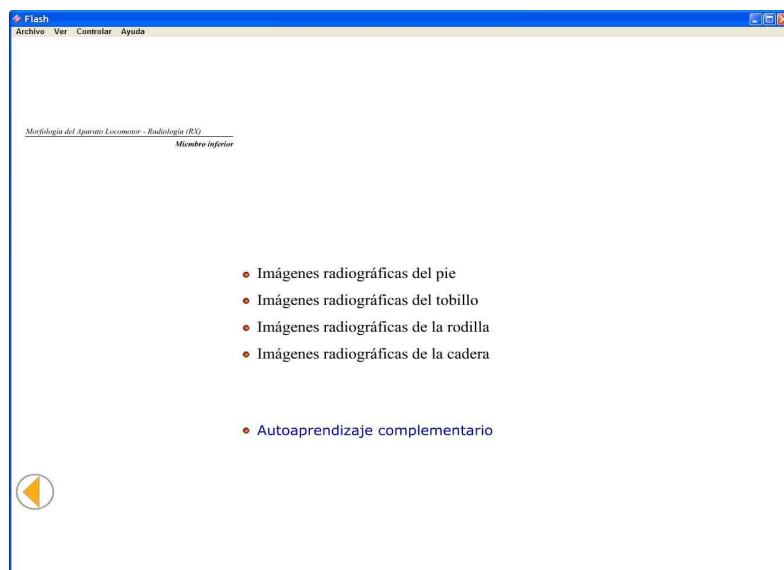 Flash
Archivo Ver Controlar Ayuda
Morfología del Aparato Locomotor - Radiología (RX)
Miembro inferior
Imágenes radiográficas del pie
Imágenes radiográficas del tobillo
Imágenes radiográficas de la rodilla
Imágenes radiográficas de la cadera
Autoaprendizaje complementario